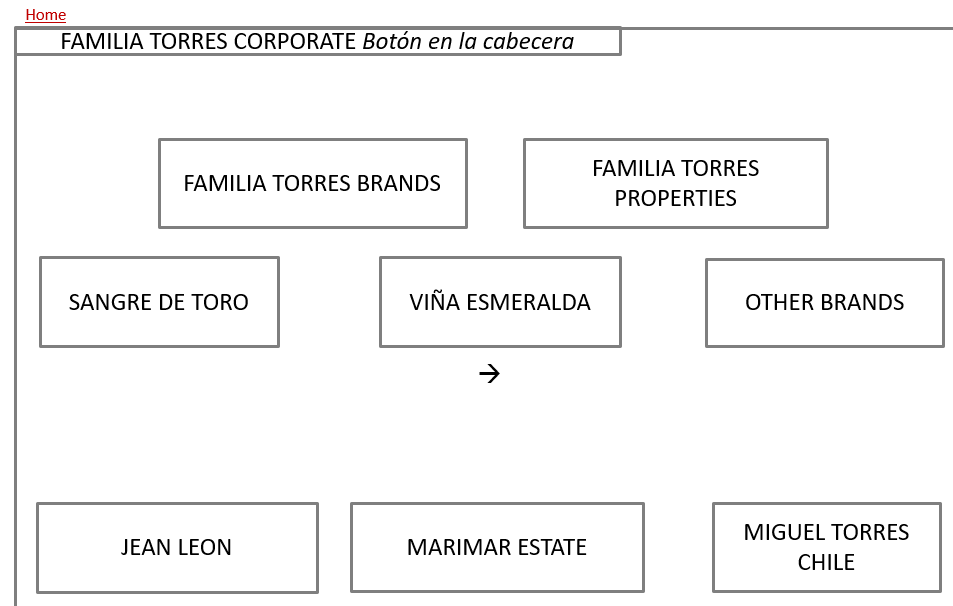 Home
FAMILIA TORRES CORPORATE Botón en la cabecera
FAMILIA TORRES BRANDS
FAMILIA TORRES
PROPERTIES
SANGRE DE TORO
VIÑA ESMERALDA
OTHER BRANDS
→
JEAN LEON
MARIMAR ESTATE
MIGUEL TORRES
CHILE